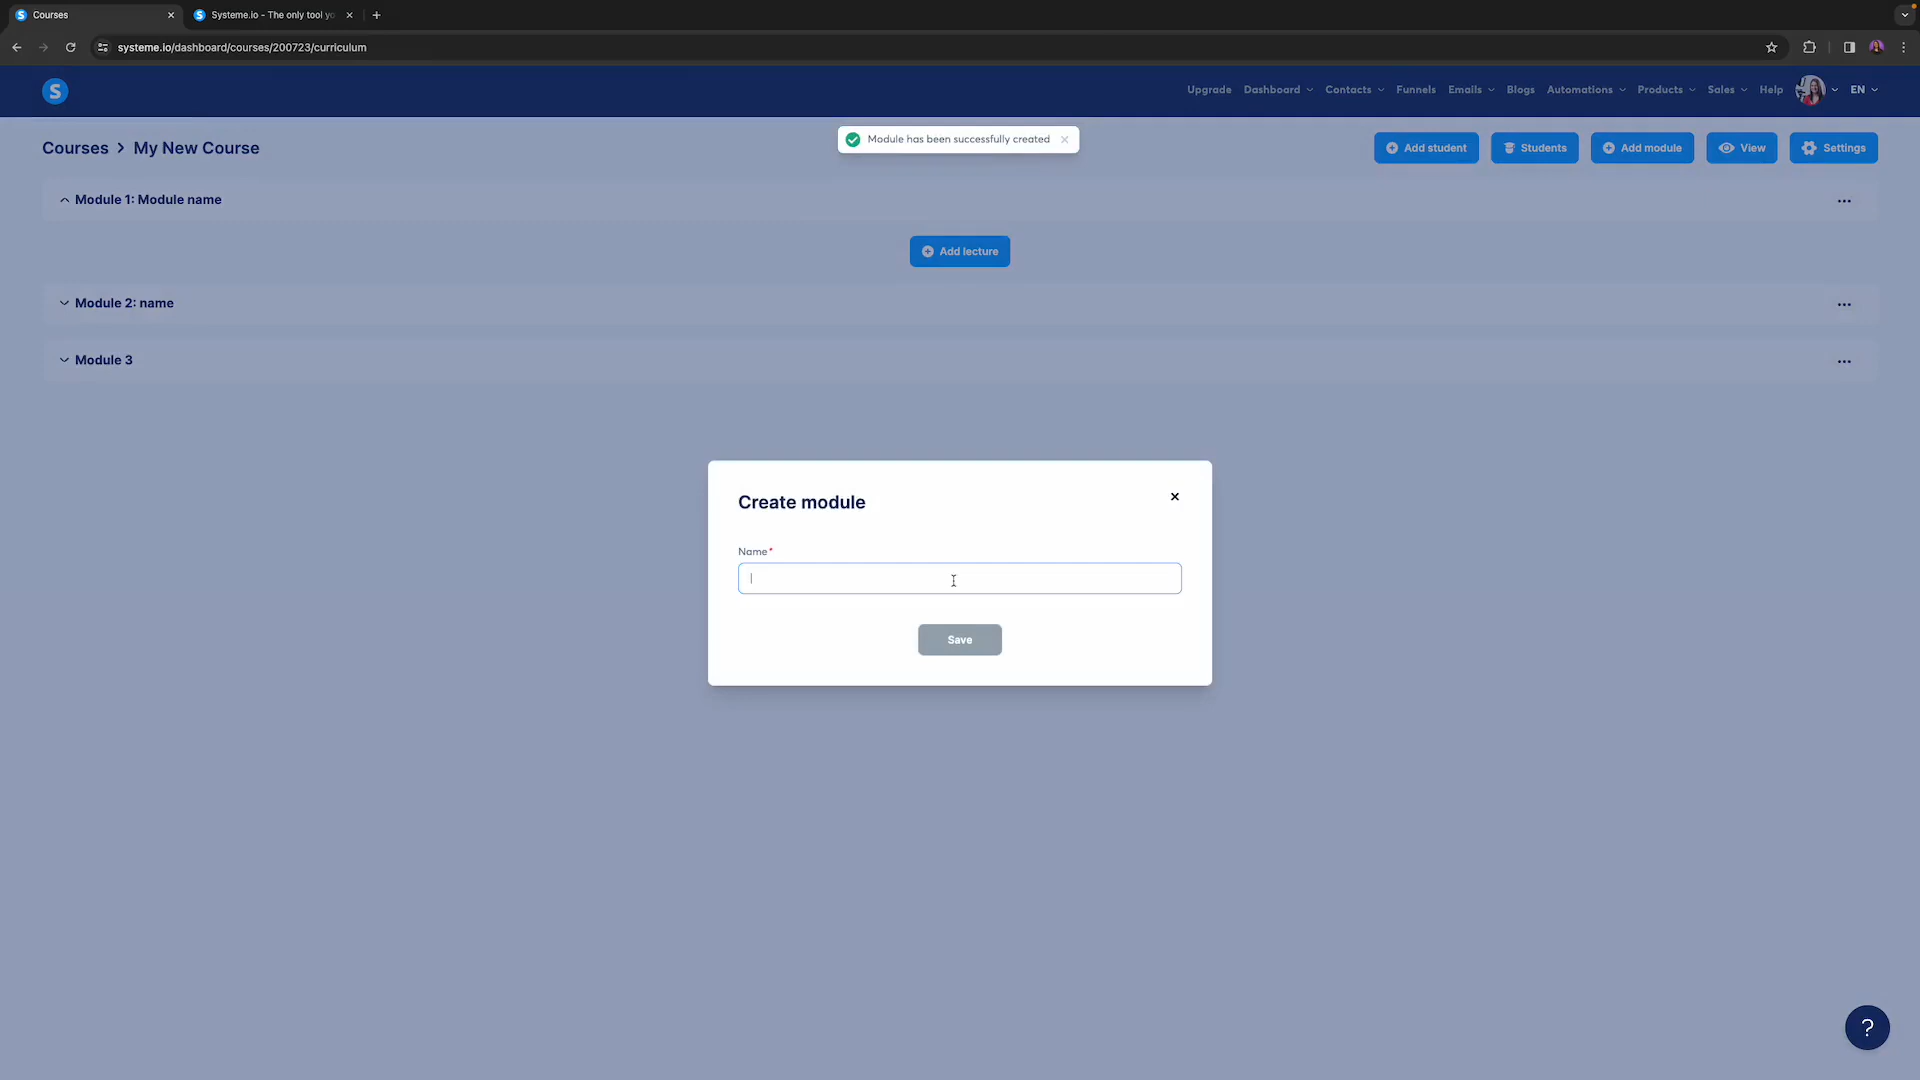 Courses
Systeme.io - The only tool yo
systeme.io/dashboard/courses/200723/curriculum
S
Upgrade Dashboard Contacts Funnels Emails Blogs Automations Products Sales Help EN
Module has been successfully created
Courses > My New Course
Add student Students Add module View Settings
Module 1: Module name
Add lecture
Module 2: name
Module 3
Create module
Name*
Save
?